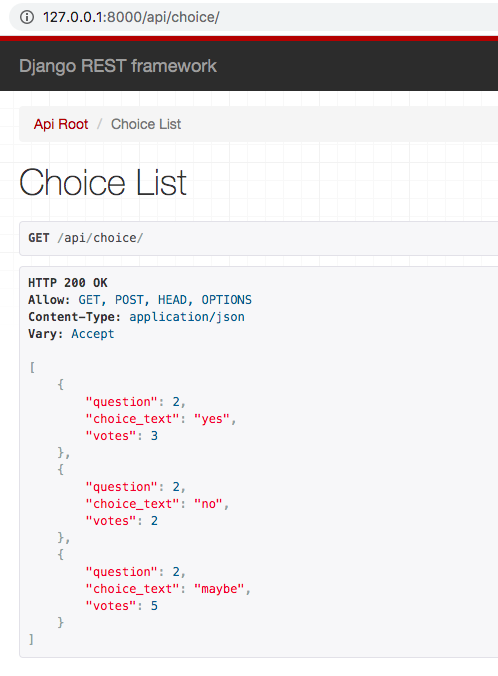 127.0.0.1:8000/api/choice/
Django REST framework
Api Root / Choice List
Choice List
GET /api/choice/
HTTP 200 OK
Allow: GET, POST, HEAD, OPTIONS
Content-Type: application/json
Vary: Accept
[
    {
        "question": 2,
        "choice_text": "yes",
        "votes": 3
    },
    {
        "question": 2,
        "choice_text": "no",
        "votes": 2
    },
    {
        "question": 2,
        "choice_text": "maybe",
        "votes": 5
    }
]